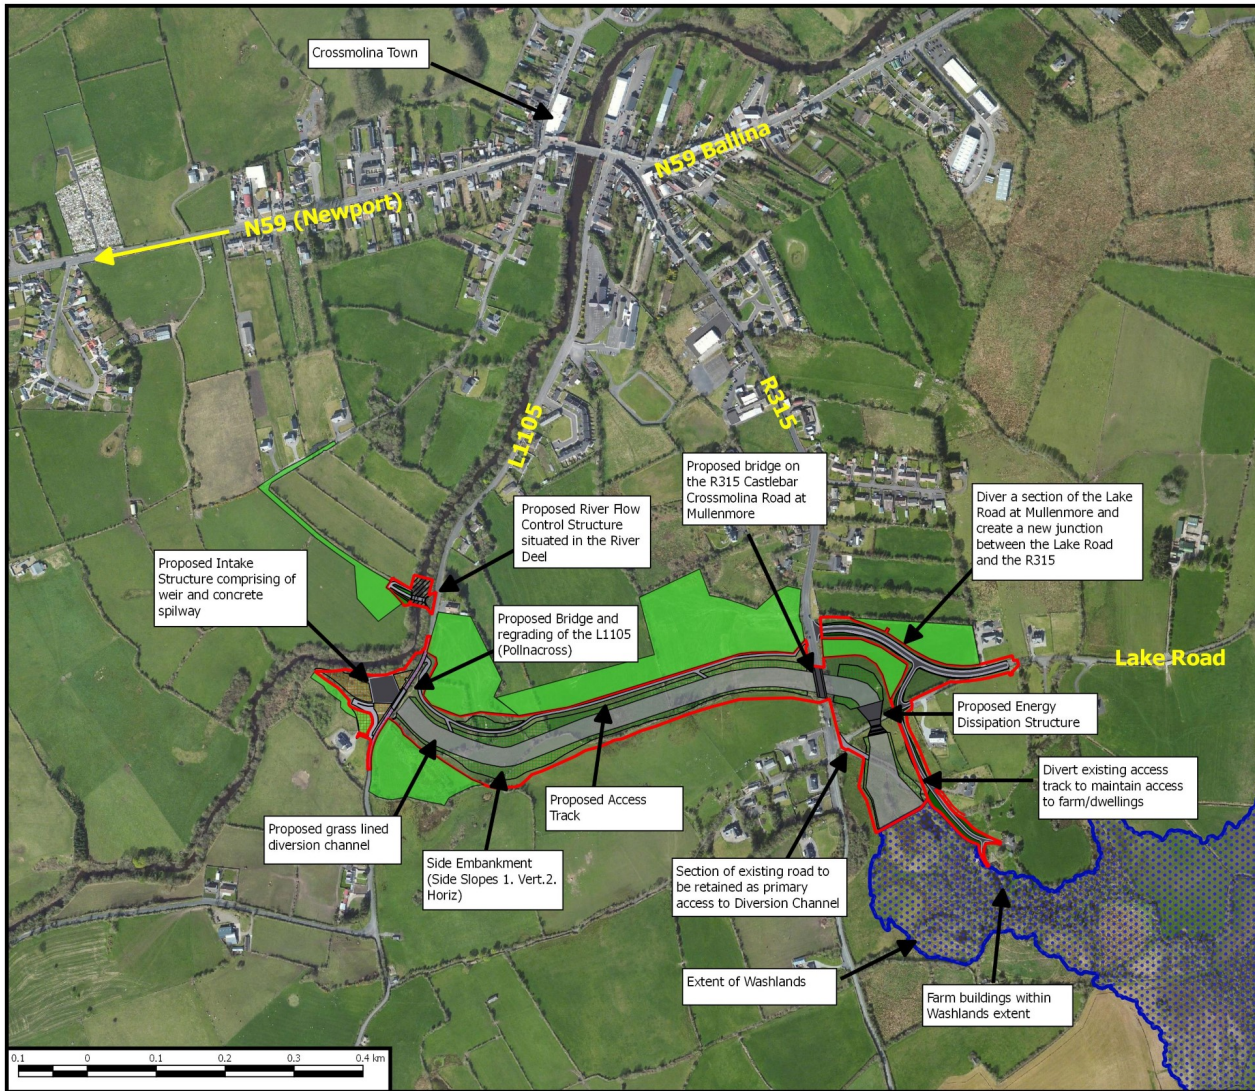 Crossmolina Town
N59 Ballina
N59 (Newport)
L1105
R315
Proposed bridge on
the R315 Castlebar
Crossmolina Road at
Mullenmore
Diver a section of the Lake
Road at Mullenmore and
create a new junction
between the Lake Road
and the R315
Proposed River Flow
Control Structure
situated in the River
Deel
Proposed Intake
Structure comprising of
weir and concrete
spilway
Proposed Bridge and
regrading of the L1105
(Pollnacross)
Lake Road
Proposed Energy
Dissipation Structure
Divert existing access
track to maintain access
to farm/dwellings
Proposed Access
Track
Proposed grass lined
diversion channel
Side Embankment
(Side Slopes 1. Vert.2.
Horiz)
Section of existing road to
be retained as primary
access to Diversion Channel
Extent of Washlands
Farm buildings within
Washlands extent
0.1 0 0.1 0.2 0.3 0.4 km